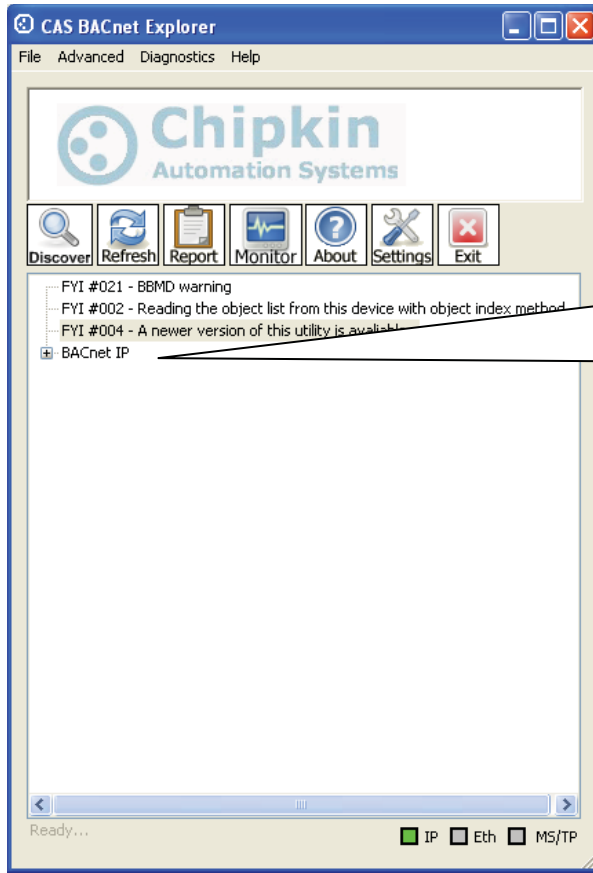 CAS BACnet Explorer
File Advanced Diagnostics Help
Chipkin
Automation Systems
Discover Refresh Report Monitor About Settings Exit
FYI #021 - BBMD warning
FYI #002 - Reading the object list from this device with object index method
FYI #004 - A newer version of this utility is
BACnet IP
Ready...
IP Eth MS/TP